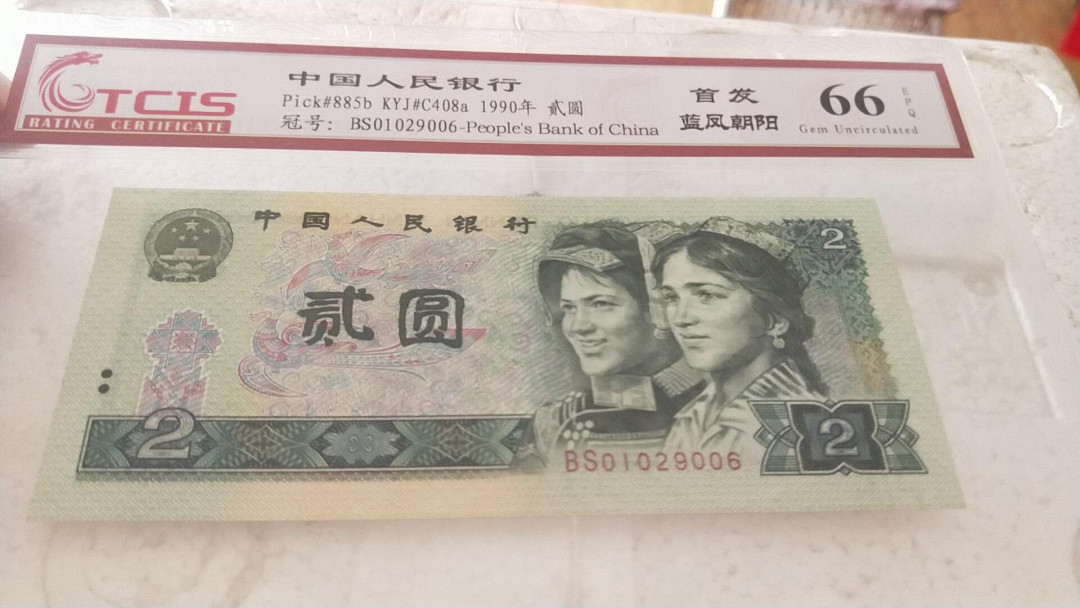 TCIS
RATING CERTIFICATE
中国人民银行
Pick#885b KYJ#C408a 1990年 贰圆
冠号: BS01029006-People's Bank of China
首发
蓝凤朝阳
66
EPQ
Gem Uncirculated
中国人民银行
2
贰圆
2
2
BS01029006